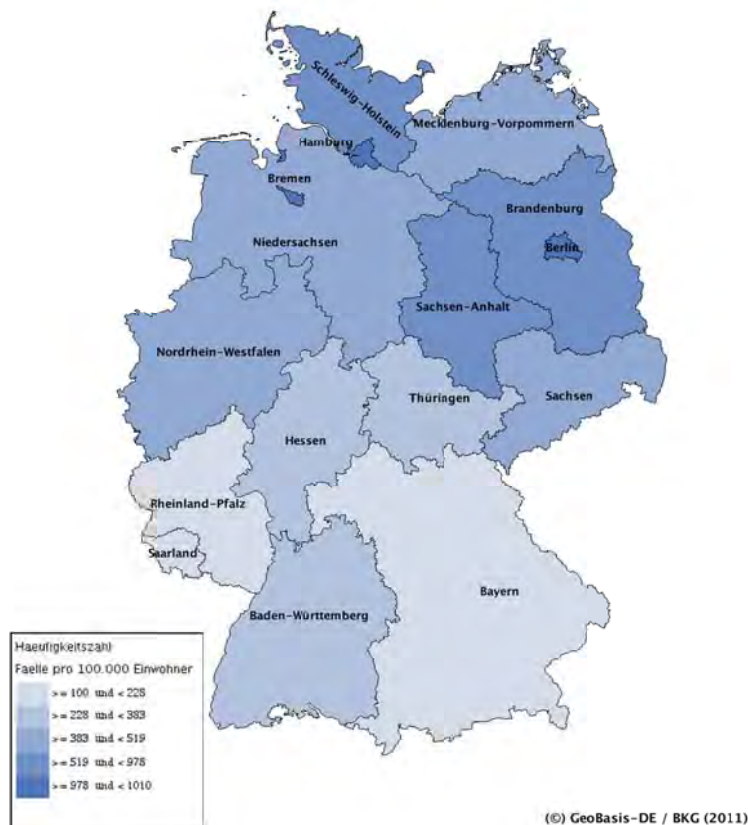 Schleswig-Holstein
Mecklenburg-Vorpommern
Hamburg
Bremen
Brandenburg
Berlin
Niedersachsen
Sachsen-Anhalt
Nordrhein-Westfalen
Thüringen
Sachsen
Hessen
Rheinland-Pfalz
Saarland
Bayern
Baden-Württemberg
Haeufigkeitszahl
Faelle pro 100.000 Einwohner
>= 100 und < 228
>= 228 und < 383
>= 383 und < 519
>= 519 und < 978
>= 978 und < 1010
(©) GeoBasis-DE / BKG (2011)